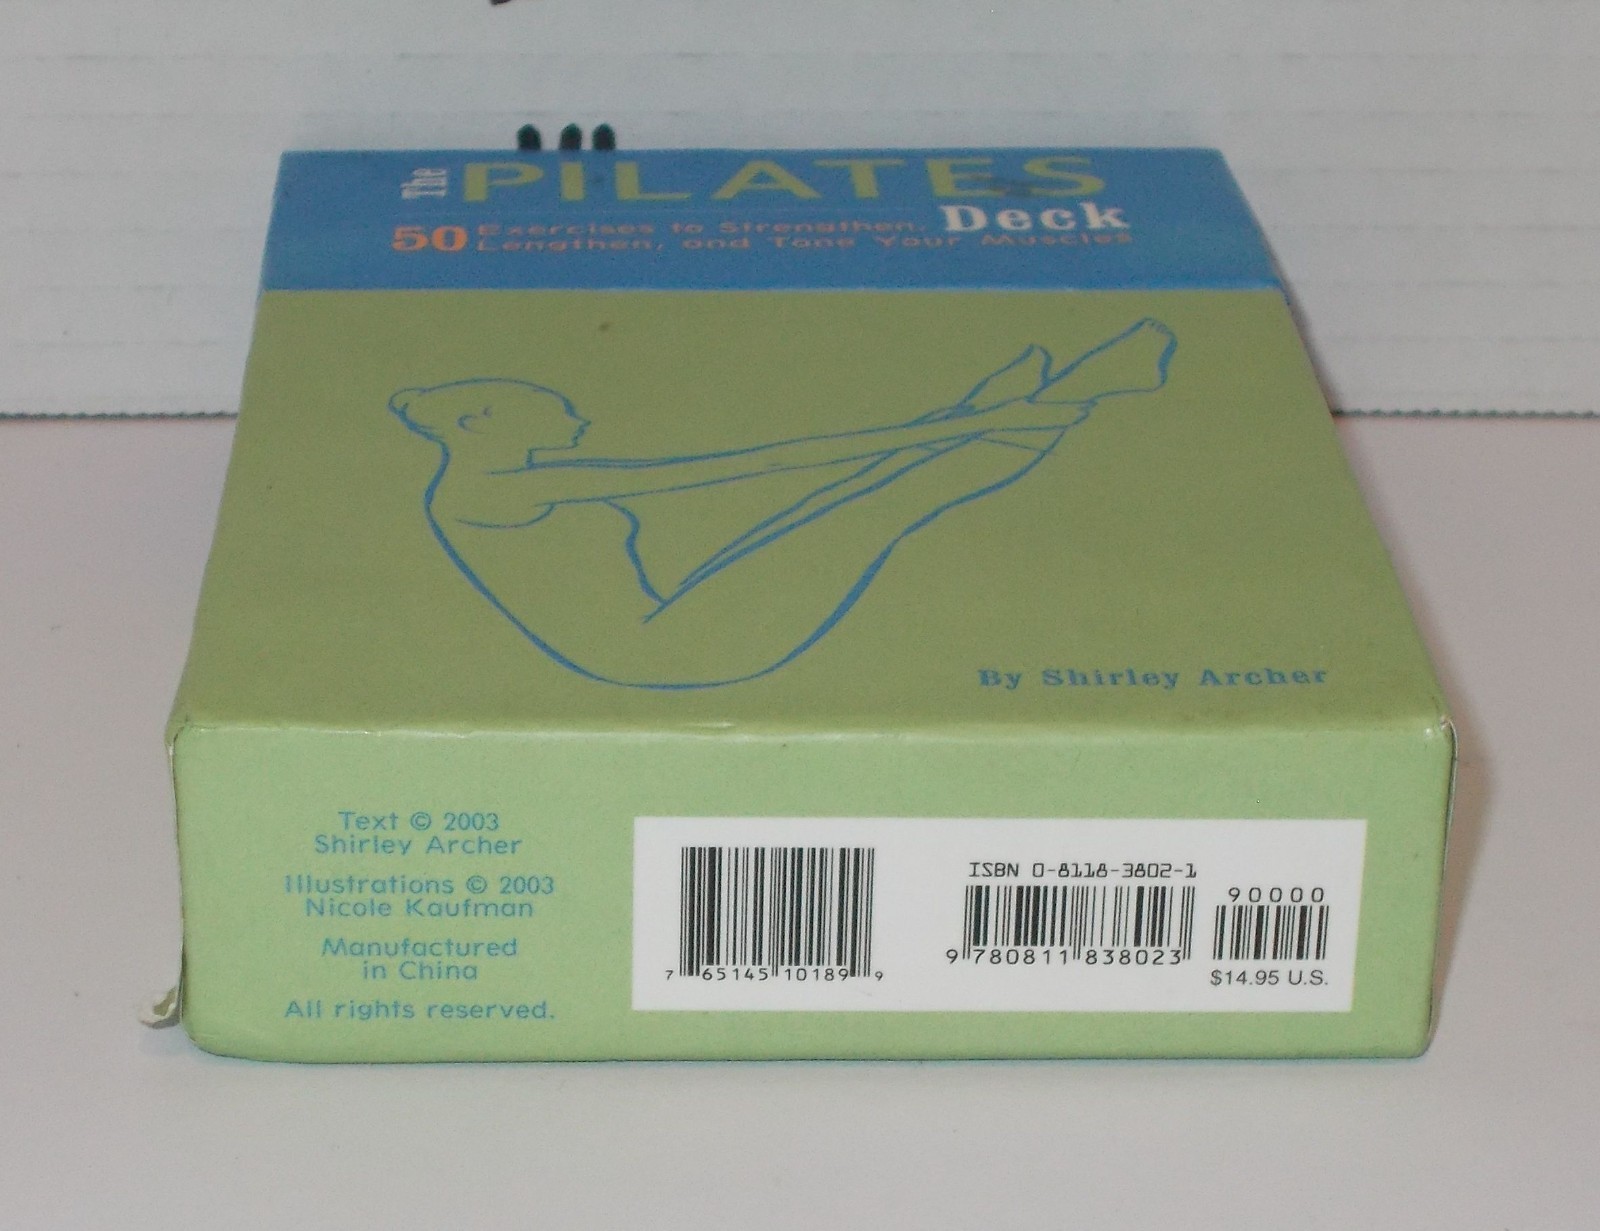 The PILATES
Deck
50 Exercises to Strengthen,
Lengthen, and Tone Your Muscles
By Shirley Archer
Text © 2003
Shirley Archer
Illustrations © 2003
Nicole Kaufman
Manufactured
in China
All rights reserved.
7 65145 10189 9
ISBN 0-8118-3802-1
9 780811 838023
90000
$14.95 U.S.